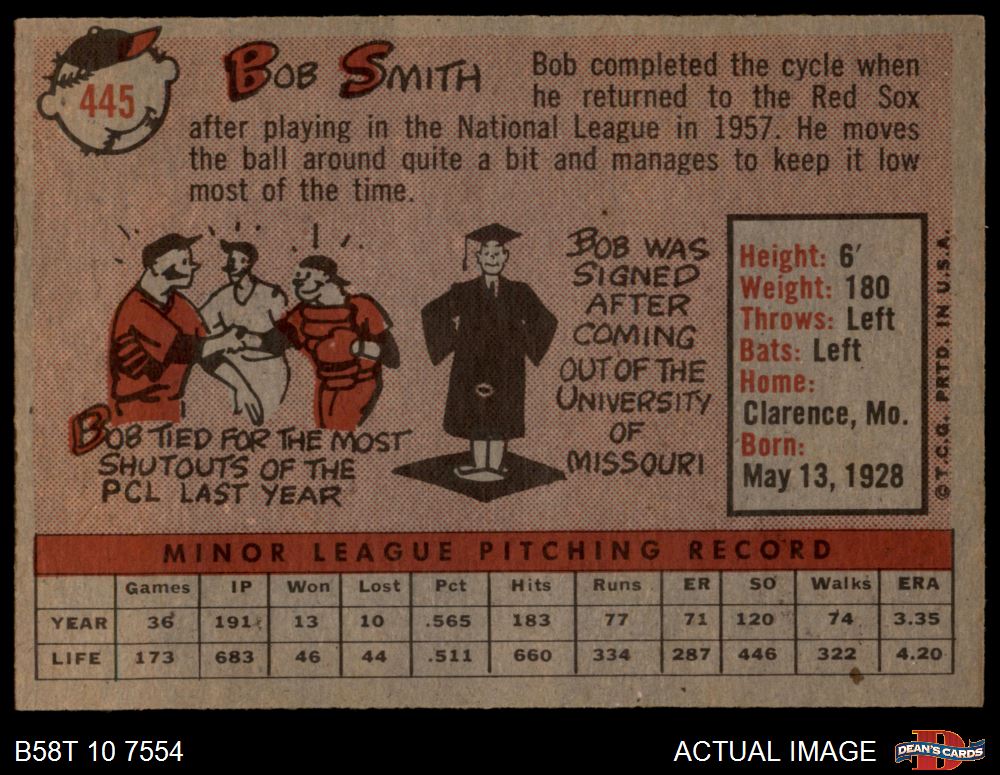 445
BOB SMITH
Bob completed the cycle when
he returned to the Red Sox
after playing in the National League in 1957. He moves
the ball around quite a bit and manages to keep it low
most of the time.
BOB TIED FOR THE MOST
SHUTOUTS OF THE
PCL LAST YEAR
BOB WAS
SIGNED
AFTER
COMING
OUT OF THE
UNIVERSITY
OF
MISSOURI
Height: 6'
Weight: 180
Throws: Left
Bats: Left
Home:
Clarence, Mo.
Born:
May 13, 1928
© T.C.G. PRTD. IN U.S.A.
MINOR LEAGUE PITCHING RECORD
Games IP Won Lost Pct Hits Runs ER SO Walks ERA
YEAR 36 191 13 10 .565 183 77 71 120 74 3.35
LIFE 173 683 46 44 .511 660 334 287 446 322 4.20
B58T 10 7554
ACTUAL IMAGE
DEAN'S CARDS